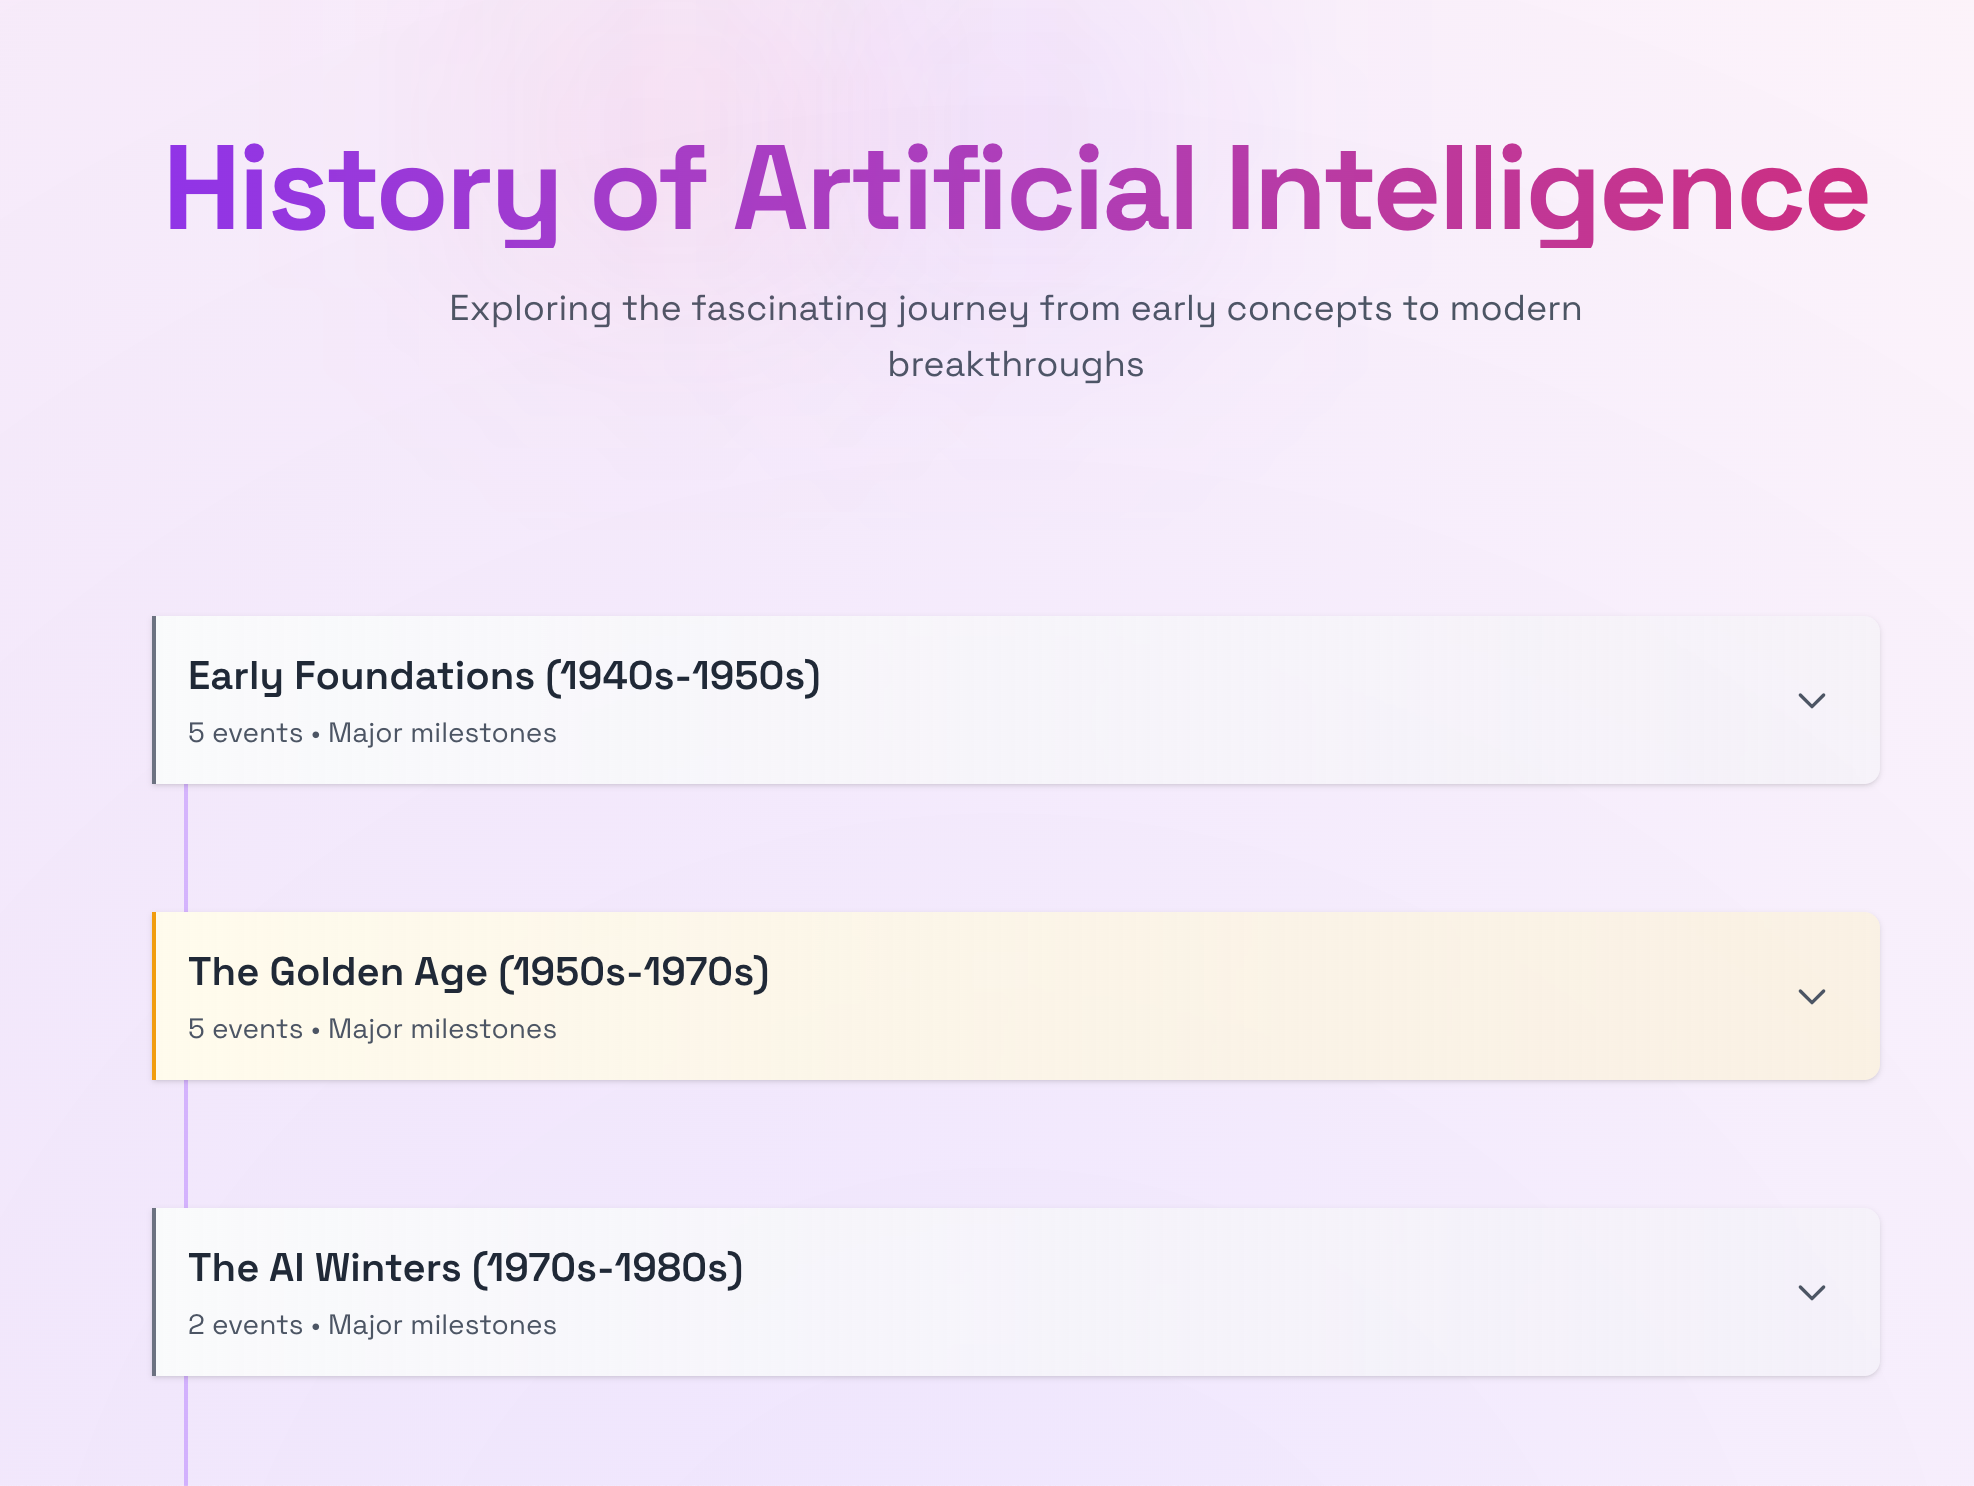 History of Artificial Intelligence
Exploring the fascinating journey from early concepts to modern
breakthroughs
Early Foundations (1940s-1950s)
5 events • Major milestones
The Golden Age (1950s-1970s)
5 events • Major milestones
The AI Winters (1970s-1980s)
2 events • Major milestones